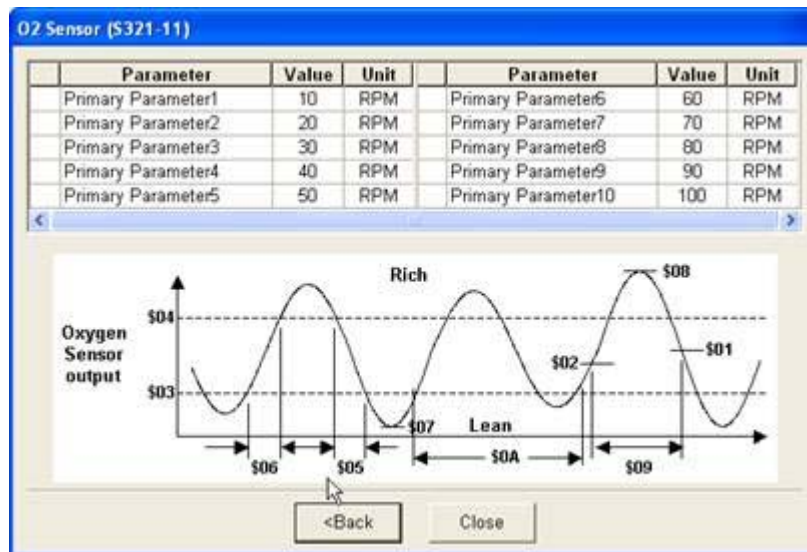 O2 Sensor (S321-11)
Parameter Value Unit Parameter Value Unit
Primary Parameter1 10 RPM Primary Parameter6 60 RPM
Primary Parameter2 20 RPM Primary Parameter7 70 RPM
Primary Parameter3 30 RPM Primary Parameter8 80 RPM
Primary Parameter4 40 RPM Primary Parameter9 90 RPM
Primary Parameter5 50 RPM Primary Parameter10 100 RPM
Rich
$08
$04
Oxygen
Sensor
output
$02
$01
$03
$07
Lean
$06
$05
$0A
$09
<Back
Close